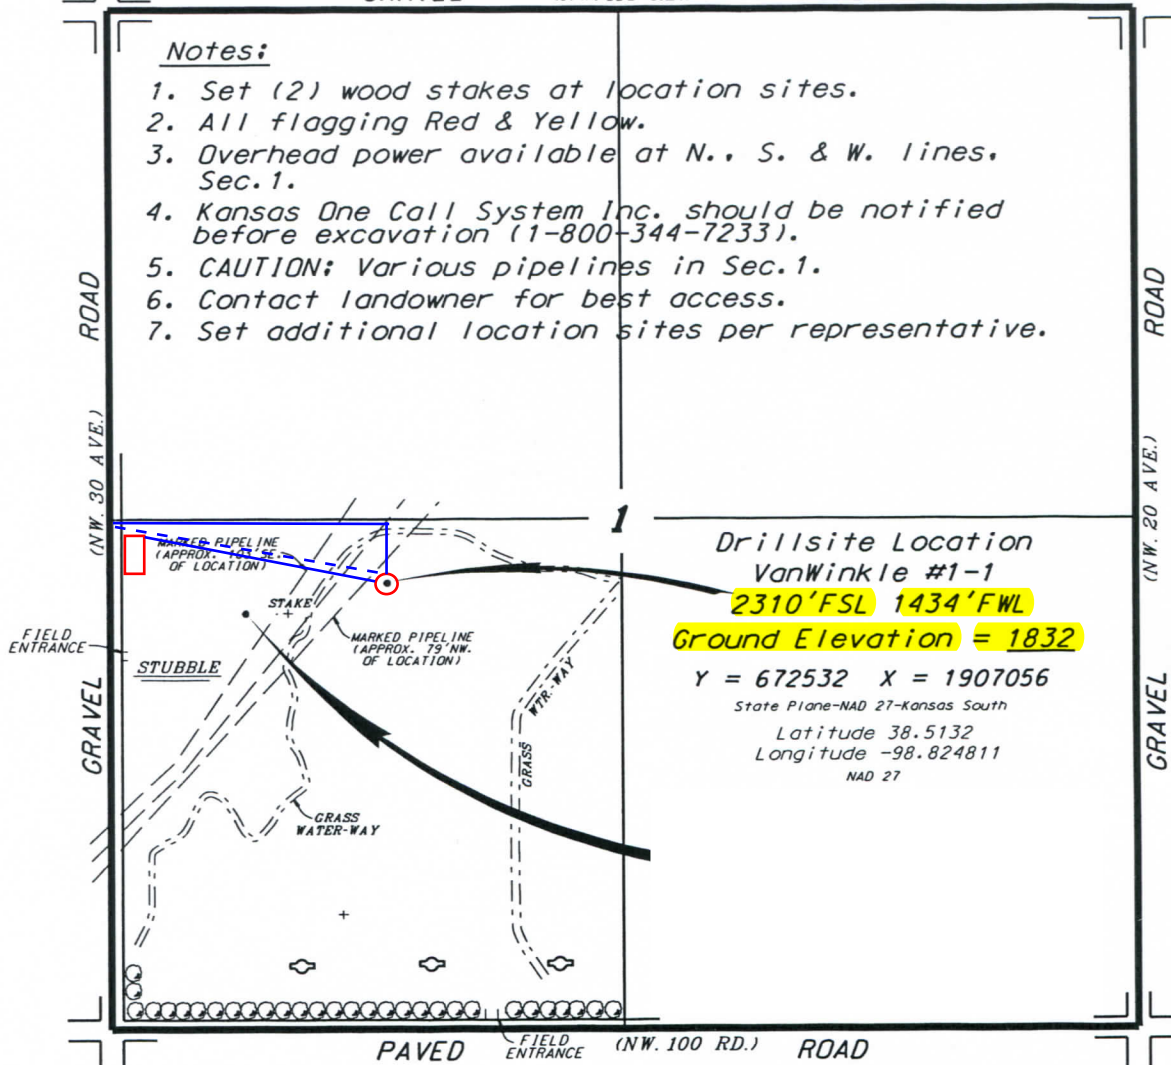 Notes:
1. Set (2) wood stakes at location sites.
2. All flagging Red & Yellow.
3. Overhead power available at N., S. & W. lines,
Sec.1.
4. Kansas One Call System Inc. should be notified
before excavation (1-800-344-7233).
5. CAUTION: Various pipelines in Sec.1.
6. Contact landowner for best access.
7. Set additional location sites per representative.
ROAD
(NW. 30 AVE.)
GRAVEL
ROAD
(NW. 20 AVE.)
GRAVEL
1
MARKED PIPELINE
(APPROX. 103'SE.
OF LOCATION)
STAKE
MARKED PIPELINE
(APPROX. 79'NW.
OF LOCATION)
FIELD
ENTRANCE
STUBBLE
GRASS
WATER-WAY
GRASS
WTR-WAY
Drillsite Location
VanWinkle #1-1
2310'FSL 1434'FWL
Ground Elevation = 1832
Y = 672532 X = 1907056
State Plane-NAD 27-Kansas South
Latitude 38.5132
Longitude -98.824811
NAD 27
PAVED
FIELD
ENTRANCE
(NW. 100 RD.)
ROAD